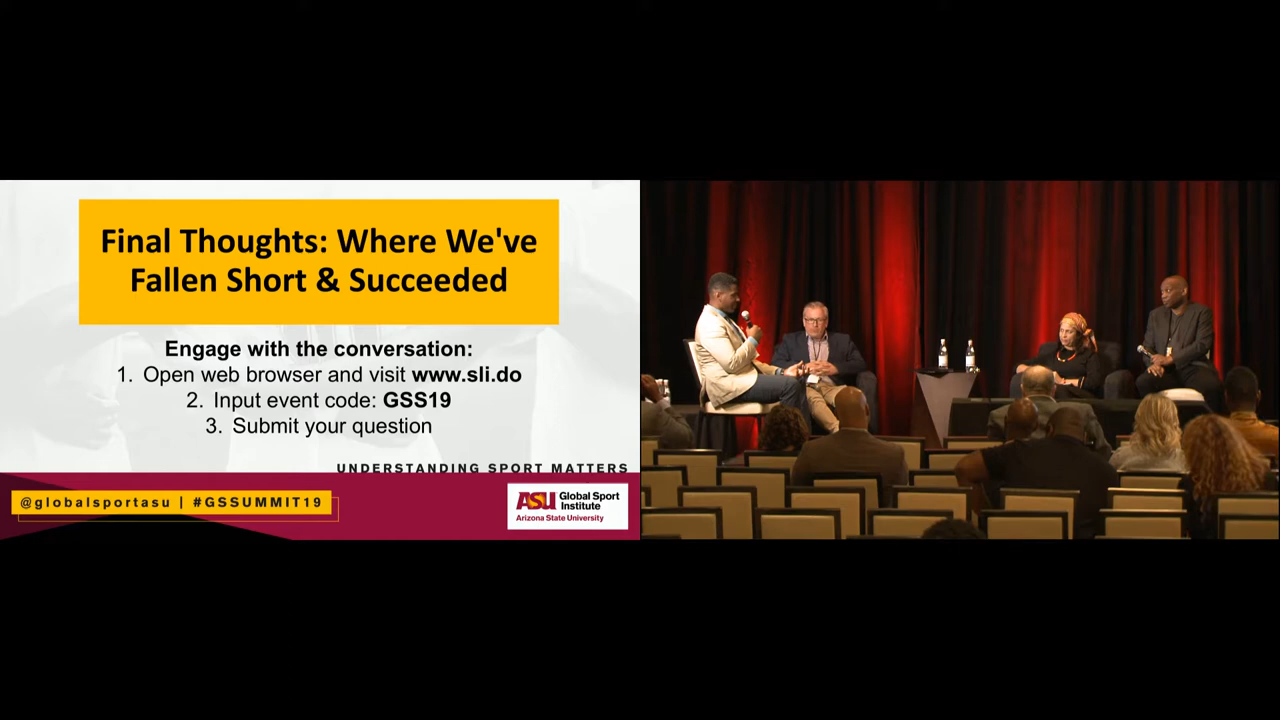 Final Thoughts: Where We've
Fallen Short & Succeeded
Engage with the conversation:
1. Open web browser and visit www.sli.do
2. Input event code: GSS19
3. Submit your question
UNDERSTANDING SPORT MATTERS
@globalsportasu | #GSSUMMIT19
ASU Global Sport
Institute
Arizona State University